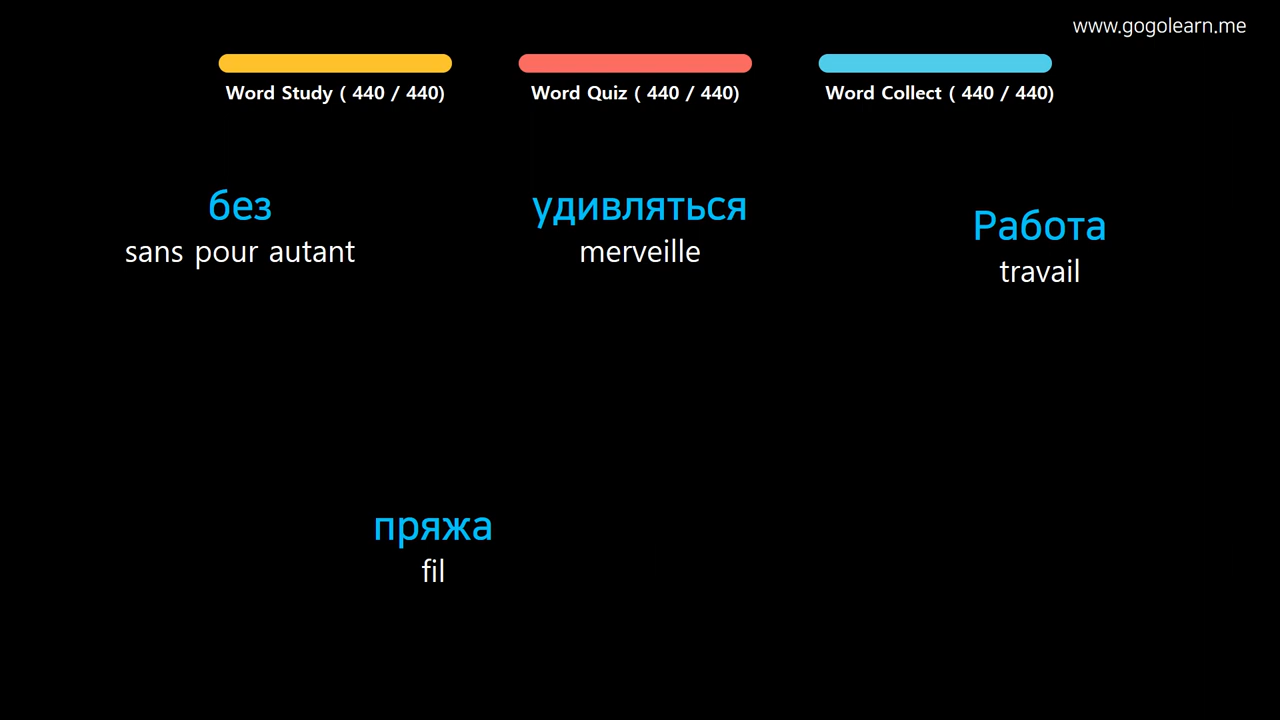 www.gogolearn.me
Word Study ( 440 / 440)
Word Quiz ( 440 / 440)
Word Collect ( 440 / 440)
без
sans pour autant
удивляться
merveille
Работа
travail
пряжа
fil